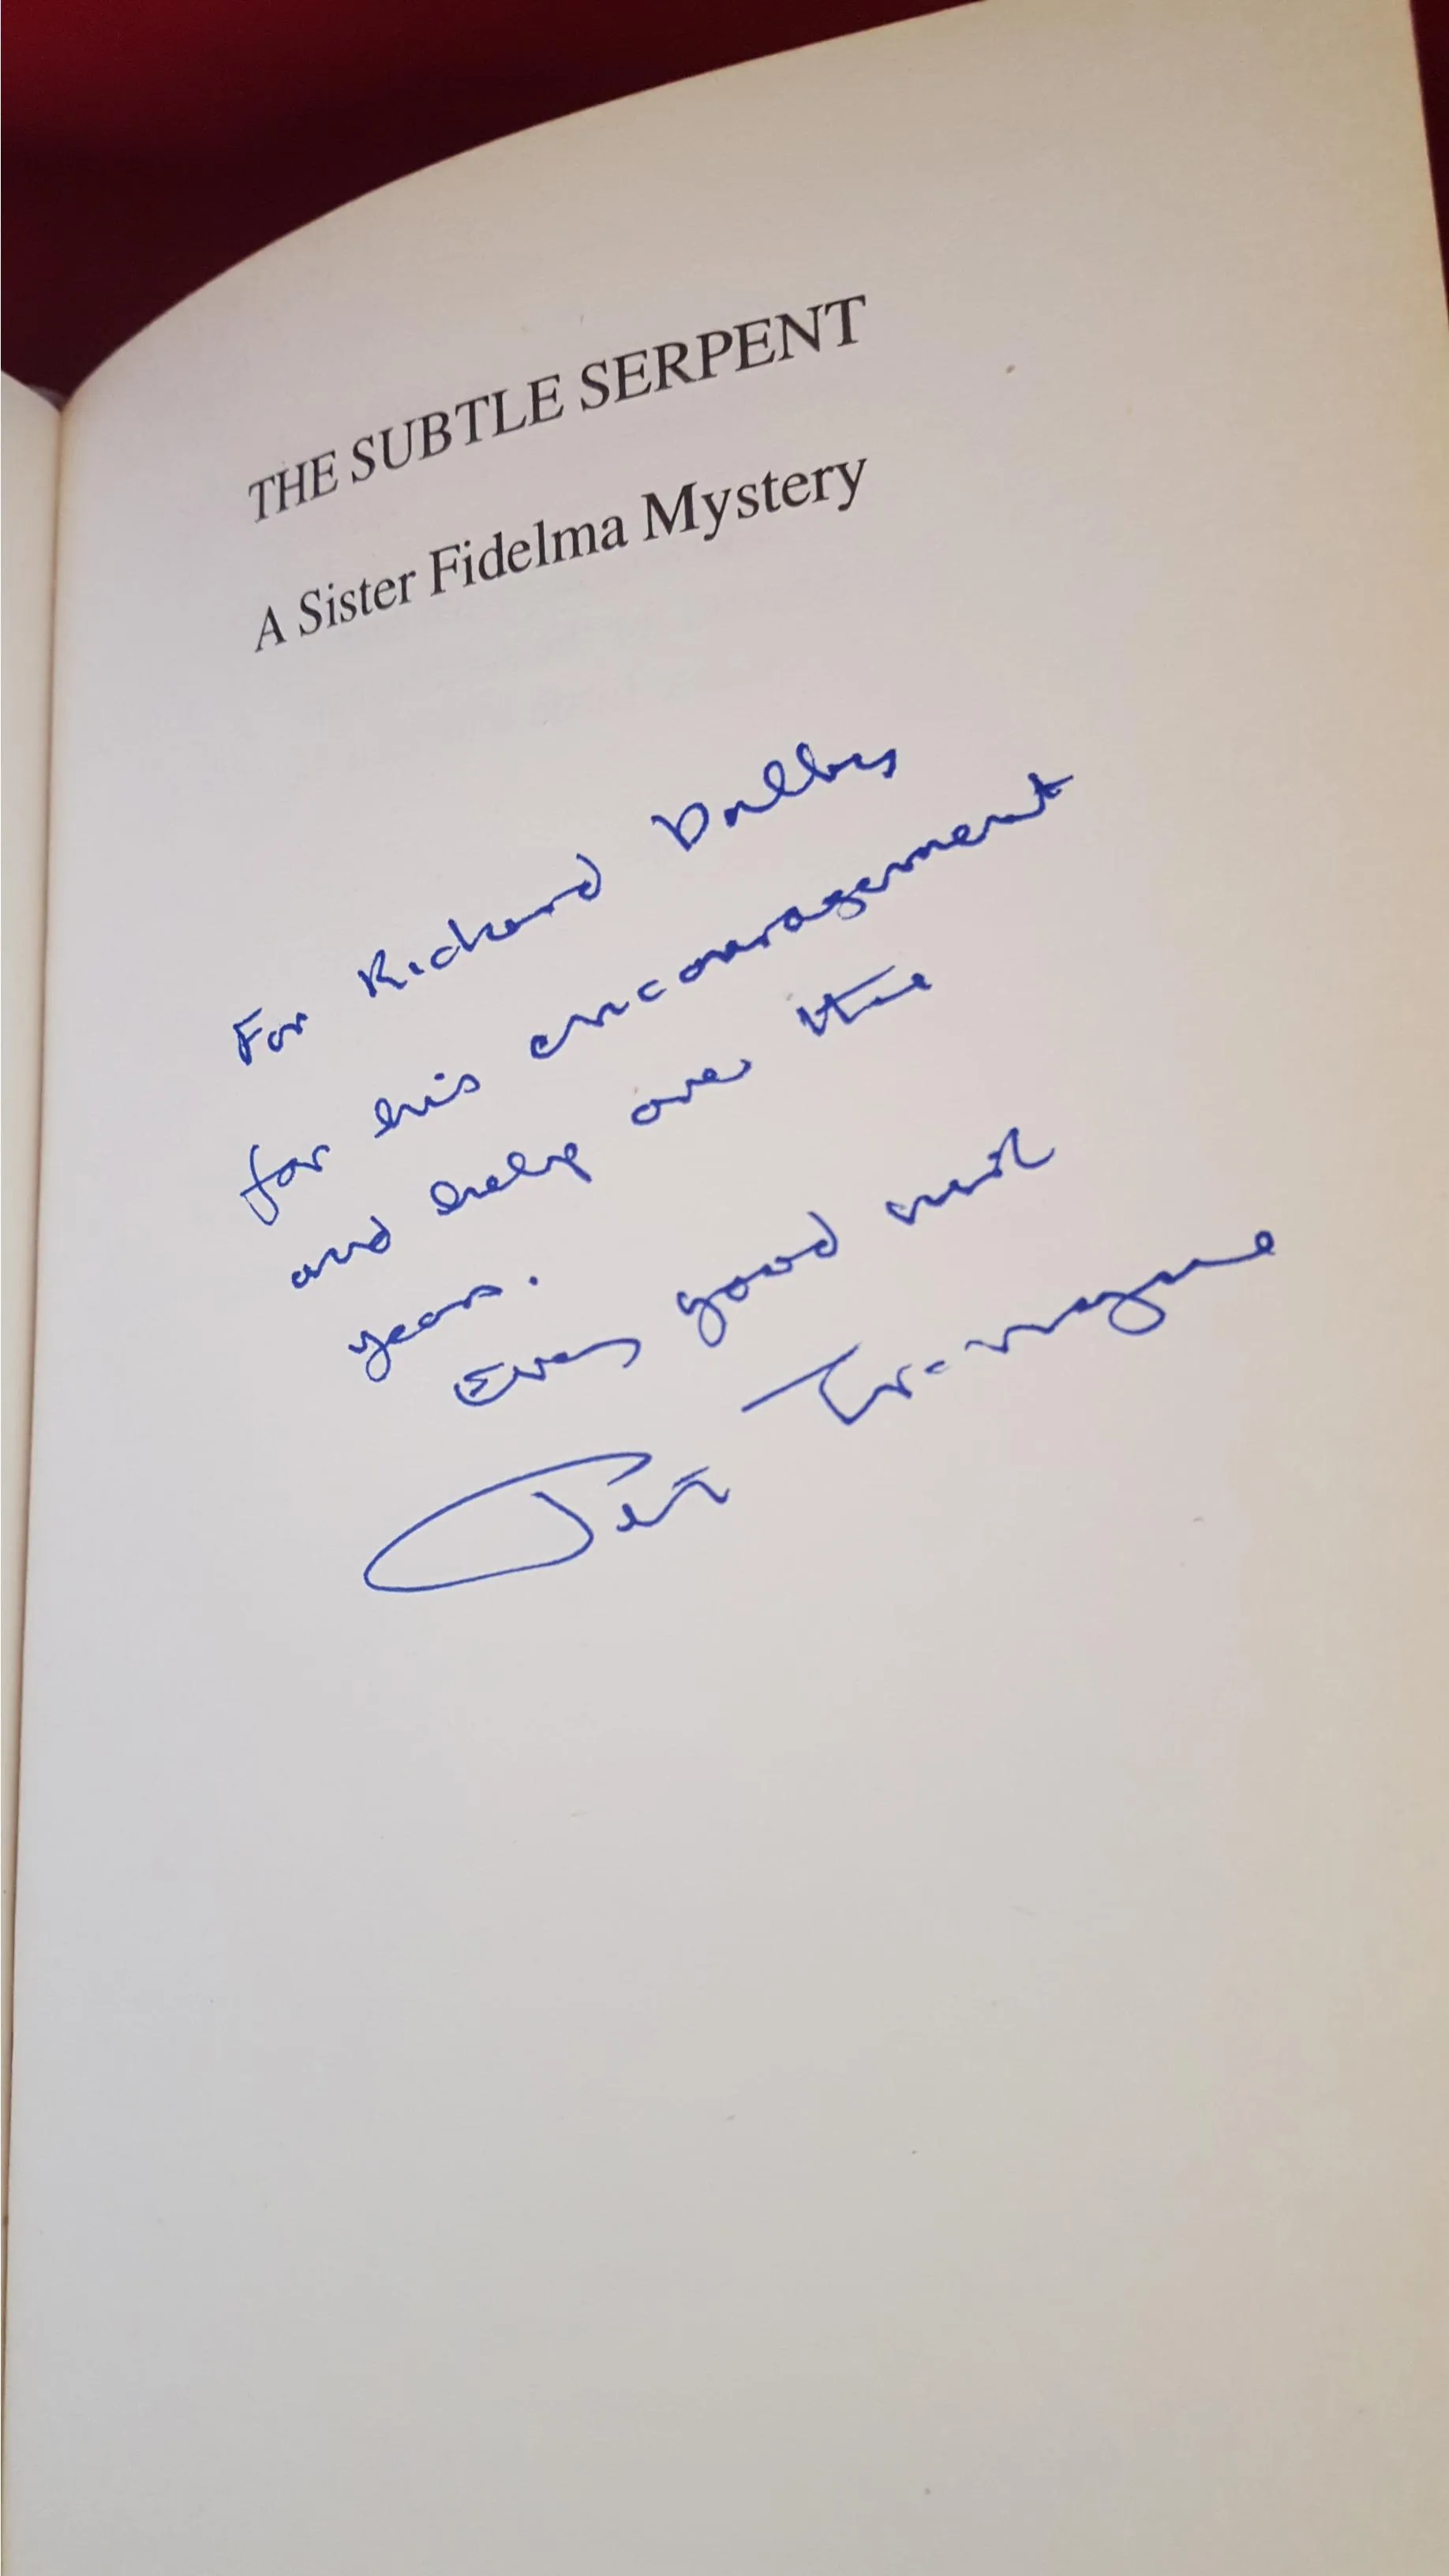 THE SUBTLE SERPENT
A Sister Fidelma Mystery
For Richard Dalby
for his encouragement
and help over the
years.
Every good wish
Peter Tremayne